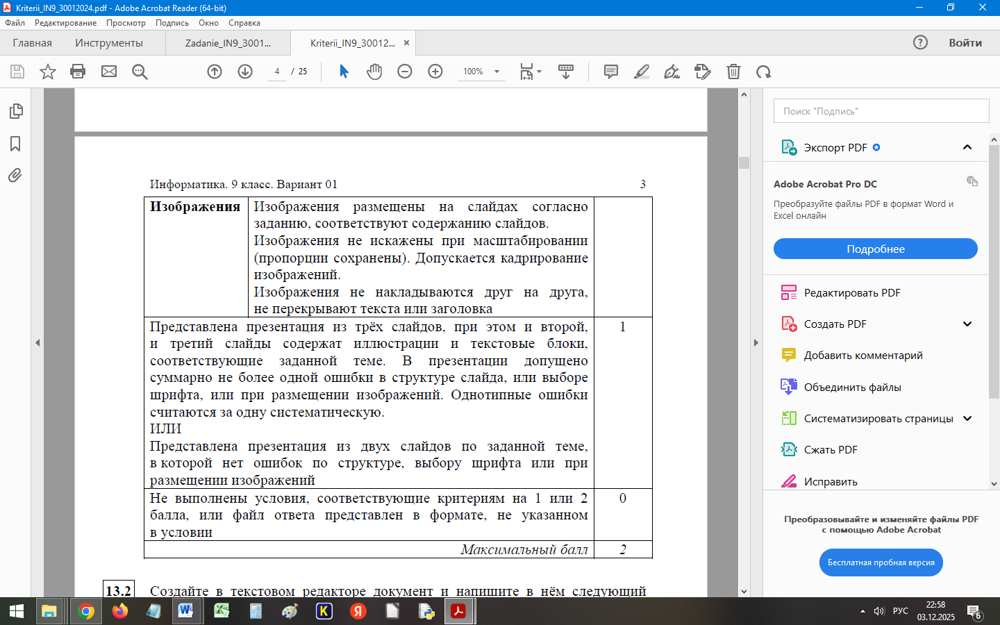 Kriterii_IN9_30012024.pdf - Adobe Acrobat Reader (64-bit)
Файл Редактирование Просмотр Подпись Окно Справка
Главная Инструменты Zadanie_IN9_3001... Kriterii_IN9_30012... × ? Войти
4 / 25 100%
Информатика. 9 класс. Вариант 01 3
Изображения
Изображения размещены на слайдах согласно
заданию, соответствуют содержанию слайдов.
Изображения не искажены при масштабировании
(пропорции сохранены). Допускается кадрирование
изображений.
Изображения не накладываются друг на друга,
не перекрывают текста или заголовка
Представлена презентация из трёх слайдов, при этом и второй, 1
и третий слайды содержат иллюстрации и текстовые блоки,
соответствующие заданной теме. В презентации допущено
суммарно не более одной ошибки в структуре слайда, или выборе
шрифта, или при размещении изображений. Однотипные ошибки
считаются за одну систематическую.
ИЛИ
Представлена презентация из двух слайдов по заданной теме,
в которой нет ошибок по структуре, выбору шрифта или при
размещении изображений
Не выполнены условия, соответствующие критериям на 1 или 2 0
балла, или файл ответа представлен в формате, не указанном
в условии
Максимальный балл 2
13.2 Создайте в текстовом редакторе документ и напишите в нём следующий
Поиск "Подпись"
Экспорт PDF
Adobe Acrobat Pro DC
Преобразуйте файлы PDF в формат Word и
Excel онлайн
Подробнее
Редактировать PDF
Создать PDF
Добавить комментарий
Объединить файлы
Систематизировать страницы
Сжать PDF
Исправить
Преобразовывайте и изменяйте файлы PDF
с помощью Adobe Acrobat
Бесплатная пробная версия
K Я РУС
22:58
03.12.2025
6